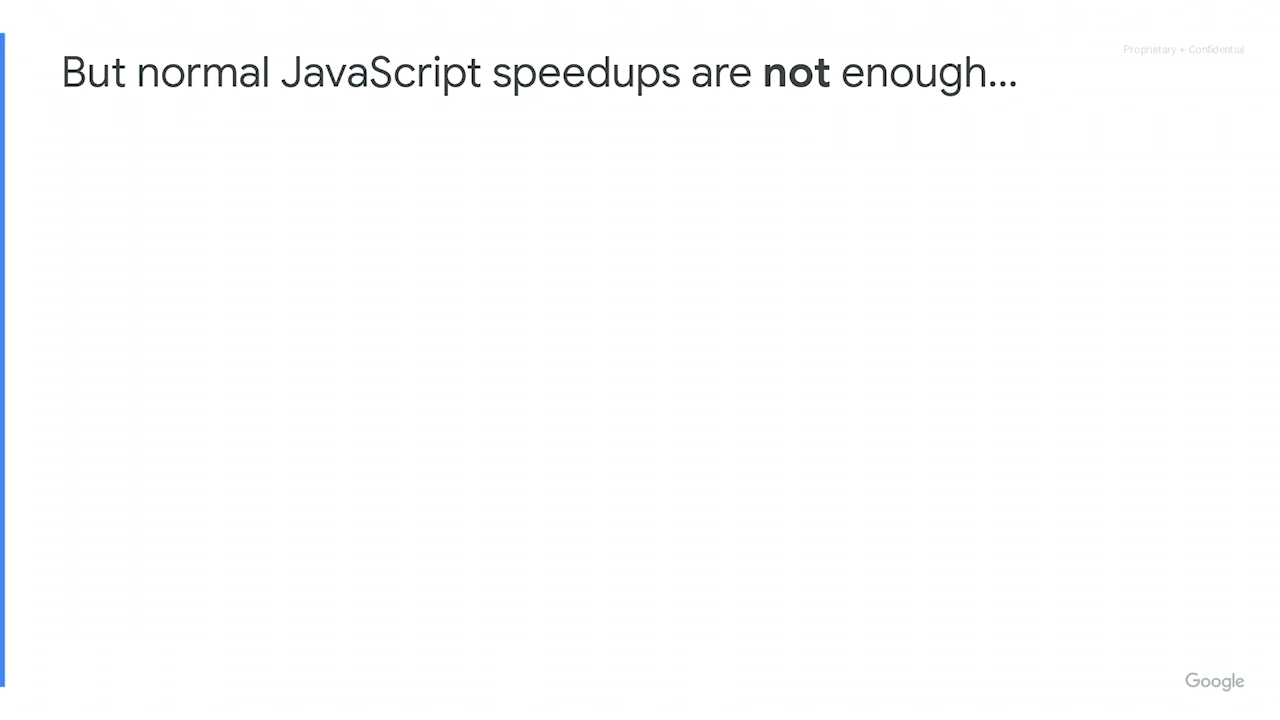 Proprietary + Confidential
But normal JavaScript speedups are not enough...
Google